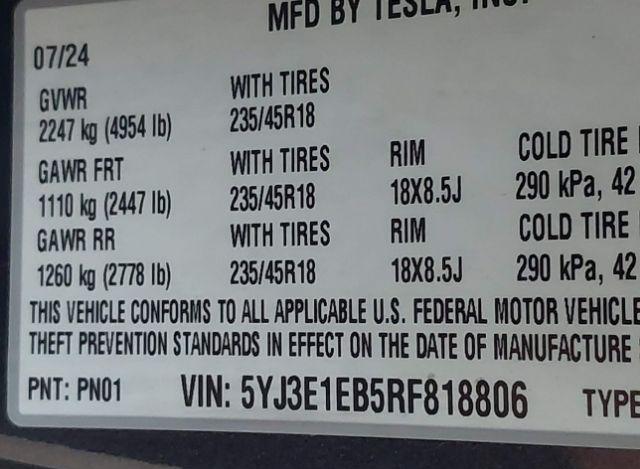 MFD BY TESLA, INC.
07/24
GVWR WITH TIRES
2247 kg (4954 lb) 235/45R18
GAWR FRT WITH TIRES RIM COLD TIRE
1110 kg (2447 lb) 235/45R18 18X8.5J 290 kPa, 42
GAWR RR WITH TIRES RIM COLD TIRE
1260 kg (2778 lb) 235/45R18 18X8.5J 290 kPa, 42
THIS VEHICLE CONFORMS TO ALL APPLICABLE U.S. FEDERAL MOTOR VEHICLE
THEFT PREVENTION STANDARDS IN EFFECT ON THE DATE OF MANUFACTURE
PNT: PN01 VIN: 5YJ3E1EB5RF818806 TYPE